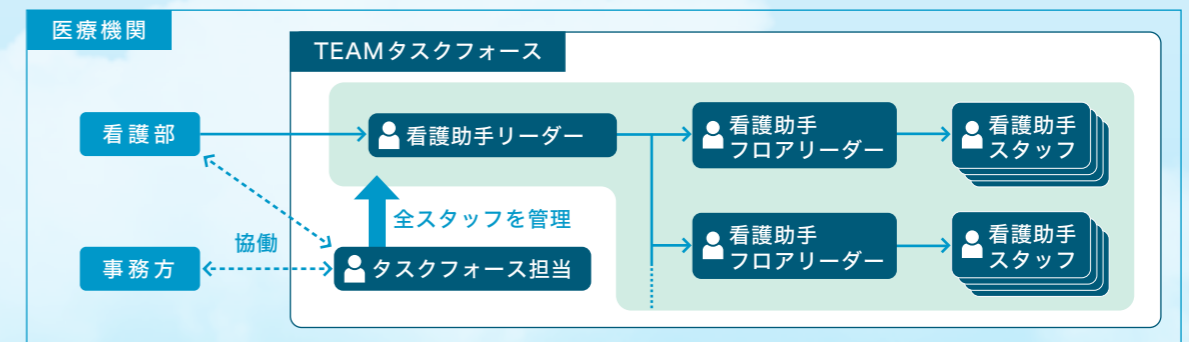 医療機関
TEAMタスクフォース
看護部
看護助手リーダー
看護助手
フロアリーダー
看護助手
スタッフ
全スタッフを管理
協働
事務方
タスクフォース担当
看護助手
フロアリーダー
看護助手
スタッフ